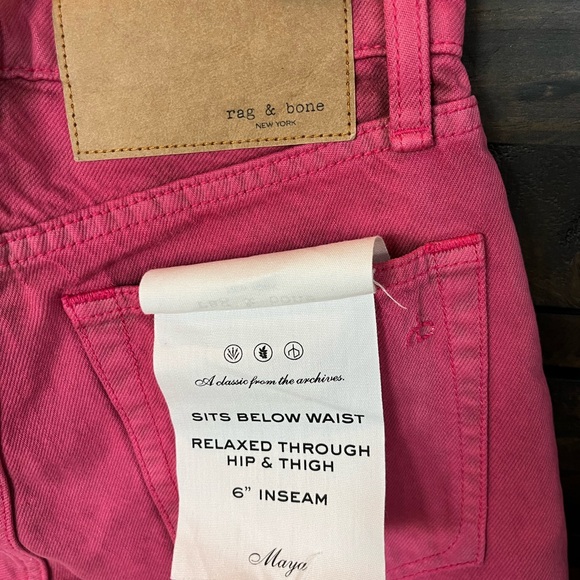 rag & bone
NEW YORK
A classic from the archives.
SITS BELOW WAIST
RELAXED THROUGH
HIP & THIGH
6” INSEAM
Maya